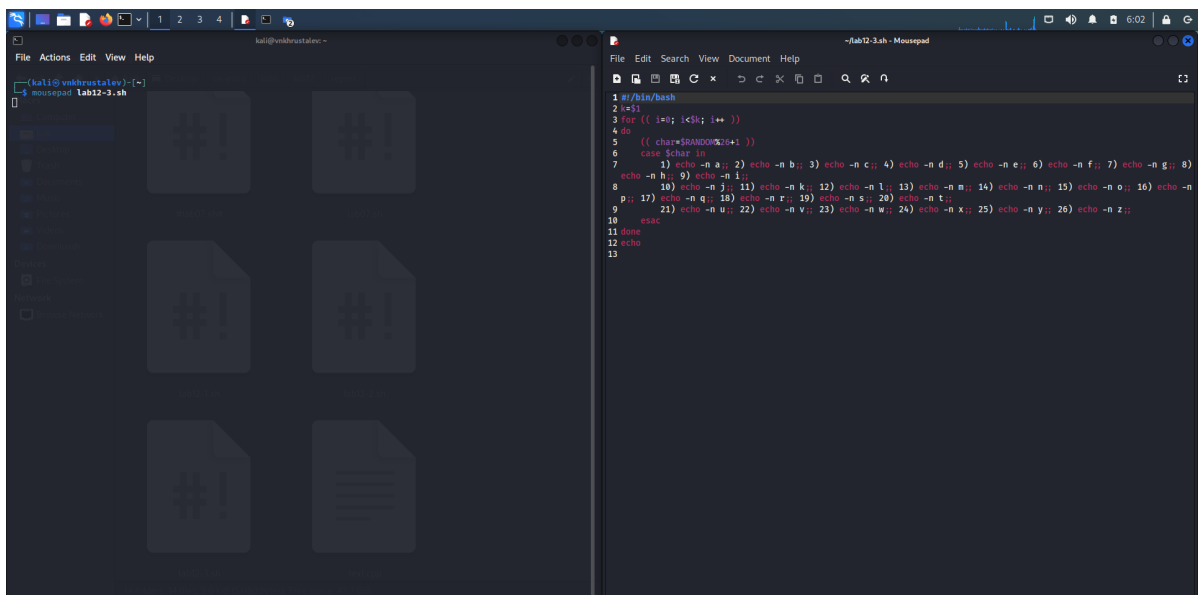 1 2 3 4
6:02
kali@vnkhrustalev: ~
File Actions Edit View Help
(kali㉿vnkhrustalev)-[~]
$ mousepad lab12-3.sh
~/lab12-3.sh - Mousepad
File Edit Search View Document Help
1 #!/bin/bash
2 k=$1
3 for (( i=0; i<$k; i++ ))
4 do
5 (( char=$RANDOM%26+1 ))
6 case $char in
7 1) echo -n a;; 2) echo -n b;; 3) echo -n c;; 4) echo -n d;; 5) echo -n e;; 6) echo -n f;; 7) echo -n g;; 8)
echo -n h;; 9) echo -n i;;
8 10) echo -n j;; 11) echo -n k;; 12) echo -n l;; 13) echo -n m;; 14) echo -n n;; 15) echo -n o;; 16) echo -n
p;; 17) echo -n q;; 18) echo -n r;; 19) echo -n s;; 20) echo -n t;;
9 21) echo -n u;; 22) echo -n v;; 23) echo -n w;; 24) echo -n x;; 25) echo -n y;; 26) echo -n z;;
10 esac
11 done
12 echo
13